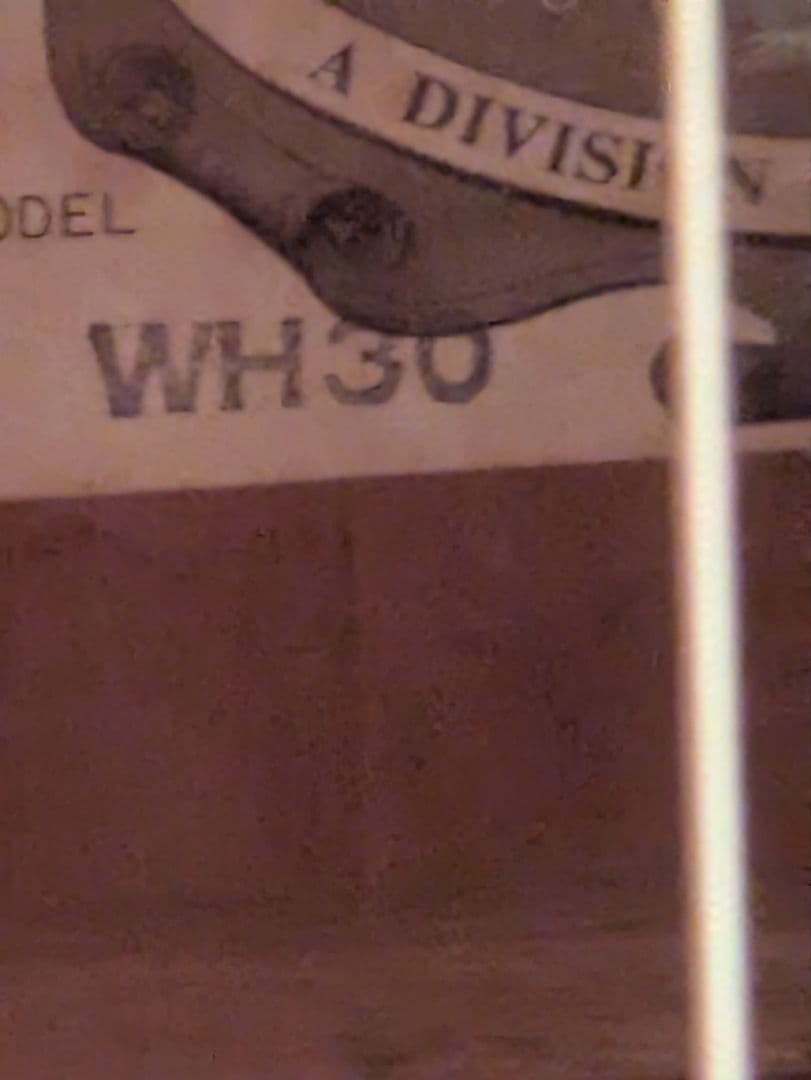 A DIVISI N
ODEL
WH30 C